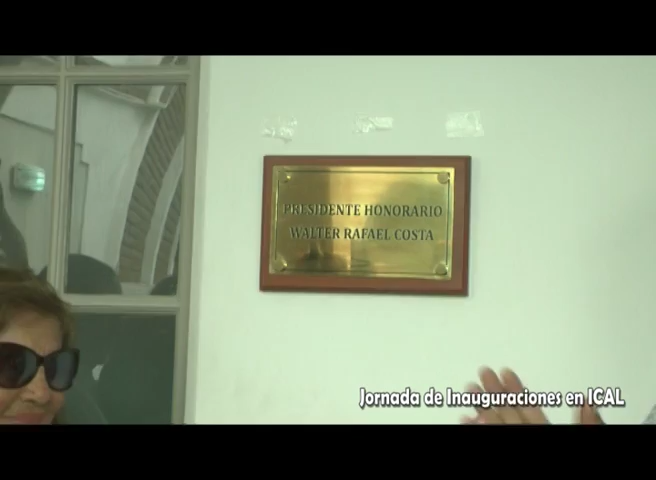 PRESIDENTE HONORARIO
WALTER RAFAEL COSTA
Jornada de Inauguraciones en ICAL